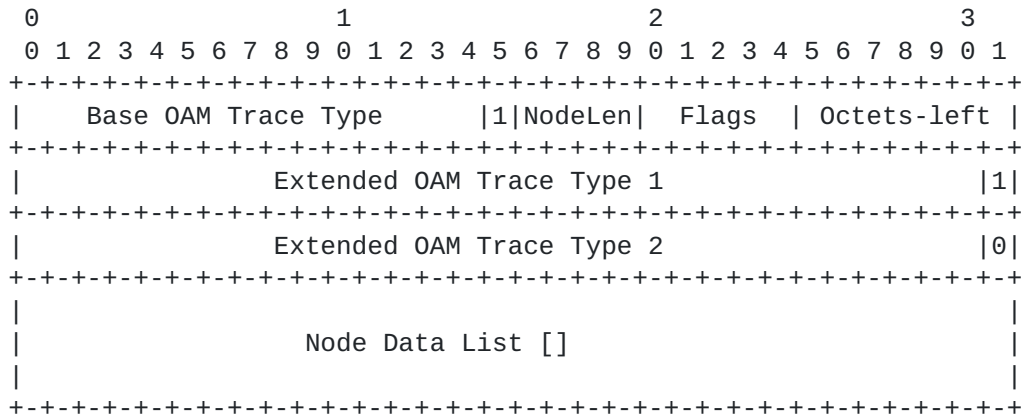 0                   1                   2                   3
 0 1 2 3 4 5 6 7 8 9 0 1 2 3 4 5 6 7 8 9 0 1 2 3 4 5 6 7 8 9 0 1
+-+-+-+-+-+-+-+-+-+-+-+-+-+-+-+-+-+-+-+-+-+-+-+-+-+-+-+-+-+-+-+-+
|    Base OAM Trace Type      |1|NodeLen|  Flags  | Octets-left |
+-+-+-+-+-+-+-+-+-+-+-+-+-+-+-+-+-+-+-+-+-+-+-+-+-+-+-+-+-+-+-+-+
|                Extended OAM Trace Type 1                    |1|
+-+-+-+-+-+-+-+-+-+-+-+-+-+-+-+-+-+-+-+-+-+-+-+-+-+-+-+-+-+-+-+-+
|                Extended OAM Trace Type 2                    |0|
+-+-+-+-+-+-+-+-+-+-+-+-+-+-+-+-+-+-+-+-+-+-+-+-+-+-+-+-+-+-+-+-+
|                                                               |
|                  Node Data List []                            |
|                                                               |
+-+-+-+-+-+-+-+-+-+-+-+-+-+-+-+-+-+-+-+-+-+-+-+-+-+-+-+-+-+-+-+-+